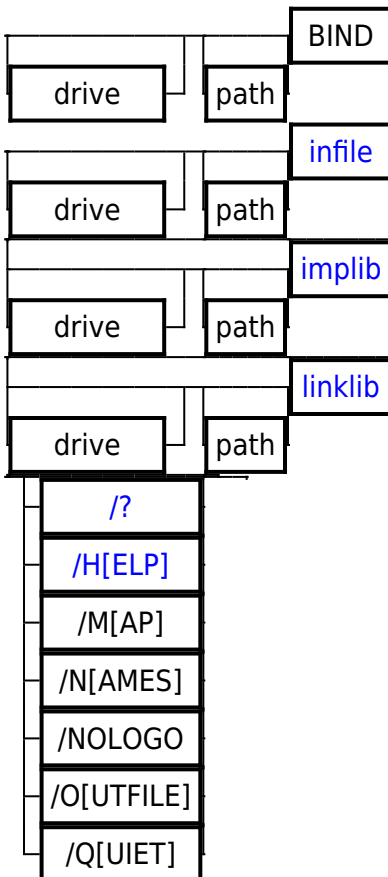 BIND
drive path
infile
drive path
implib
drive path
linklib
drive path
/?
/H[ELP]
/M[AP]
/N[AMES]
/NOLOGO
/O[UTFILE]
/Q[UIET]